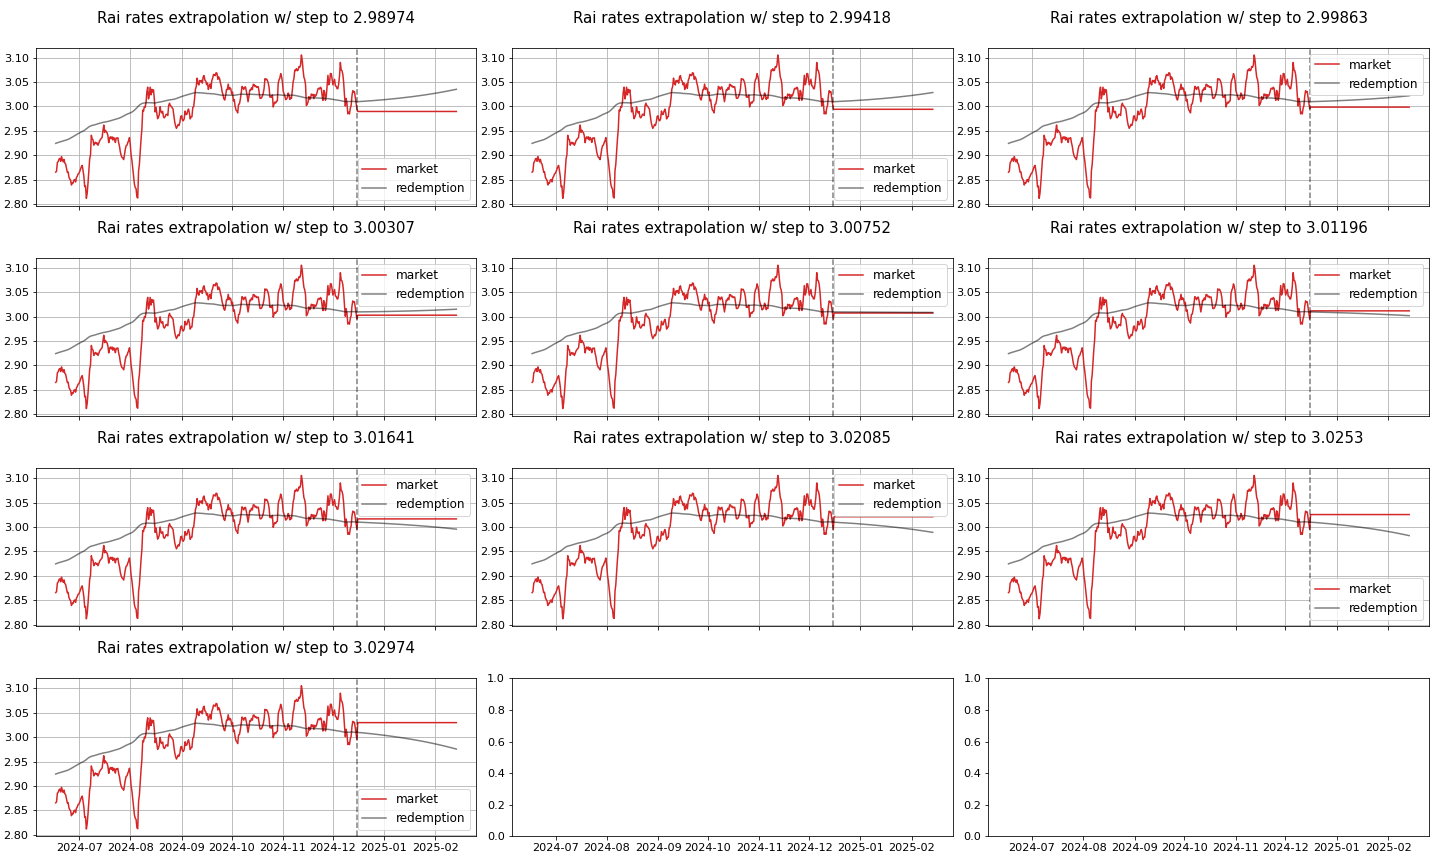 Rai rates extrapolation w/ step to 2.98974
Rai rates extrapolation w/ step to 2.99418
Rai rates extrapolation w/ step to 2.99863
3.10
3.05
3.00
2.95
2.90
2.85
2.80
market
redemption
3.10
3.05
3.00
2.95
2.90
2.85
2.80
market
redemption
3.10
3.05
3.00
2.95
2.90
2.85
2.80
market
redemption
Rai rates extrapolation w/ step to 3.00307
Rai rates extrapolation w/ step to 3.00752
Rai rates extrapolation w/ step to 3.01196
3.10
3.05
3.00
2.95
2.90
2.85
2.80
market
redemption
3.10
3.05
3.00
2.95
2.90
2.85
2.80
market
redemption
3.10
3.05
3.00
2.95
2.90
2.85
2.80
market
redemption
Rai rates extrapolation w/ step to 3.01641
Rai rates extrapolation w/ step to 3.02085
Rai rates extrapolation w/ step to 3.0253
3.10
3.05
3.00
2.95
2.90
2.85
2.80
market
redemption
3.10
3.05
3.00
2.95
2.90
2.85
2.80
market
redemption
3.10
3.05
3.00
2.95
2.90
2.85
2.80
market
redemption
Rai rates extrapolation w/ step to 3.02974
3.10
3.05
3.00
2.95
2.90
2.85
2.80
market
redemption
2024-07 2024-08 2024-09 2024-10 2024-11 2024-12 2025-01 2025-02
1.0
0.8
0.6
0.4
0.2
0.0
2024-07 2024-08 2024-09 2024-10 2024-11 2024-12 2025-01 2025-02
1.0
0.8
0.6
0.4
0.2
0.0
2024-07 2024-08 2024-09 2024-10 2024-11 2024-12 2025-01 2025-02